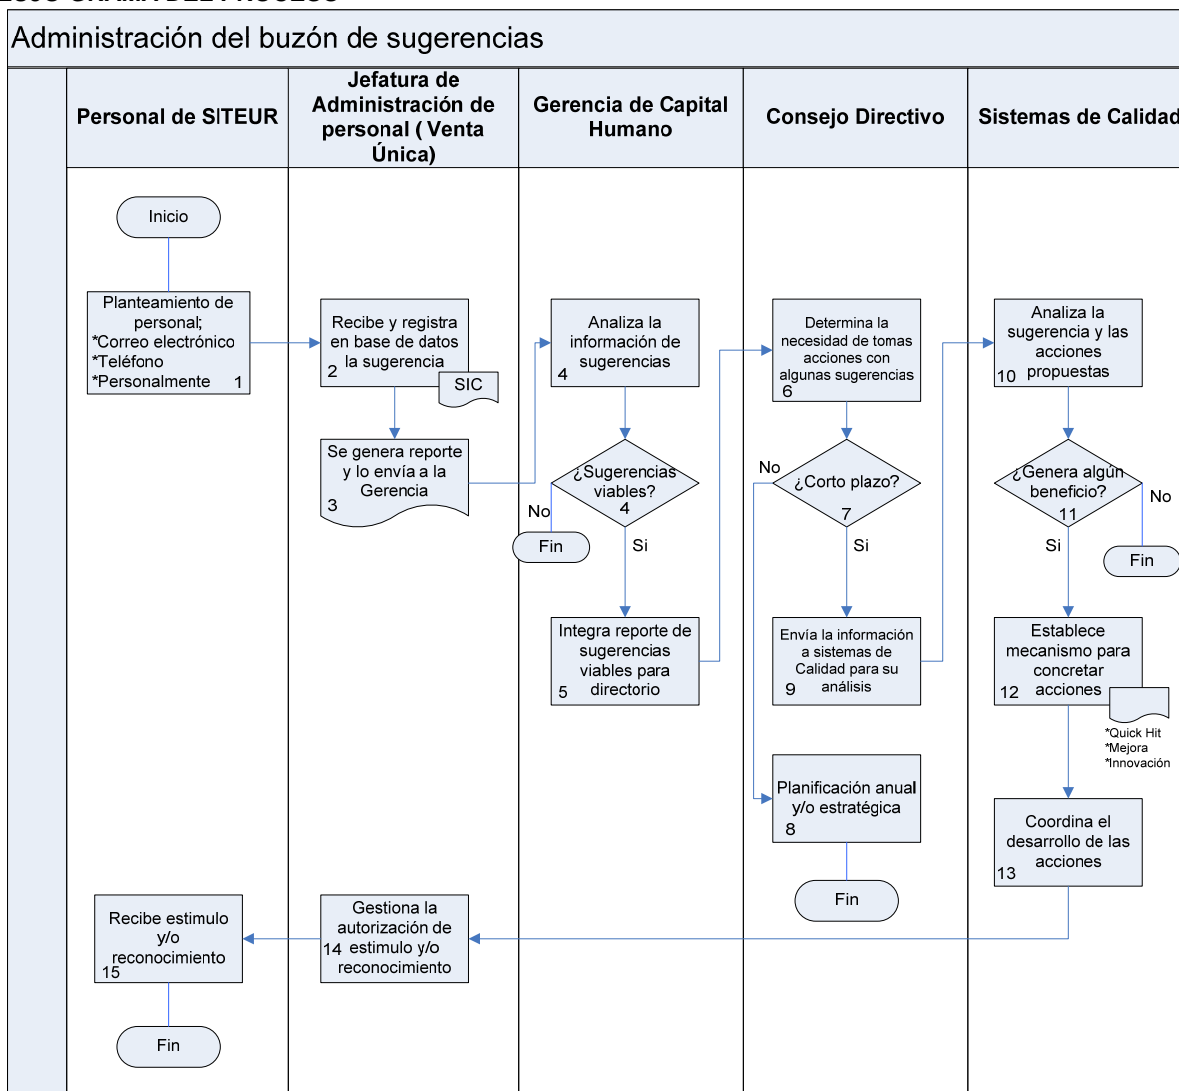 Administración del buzón de sugerencias
Personal de SITEUR
Jefatura de
Administración de
personal ( Venta
Única)
Gerencia de Capital
Humano
Consejo Directivo
Sistemas de Calidad
Inicio
Planteamiento de
personal;
*Correo electrónico
*Teléfono
*Personalmente 1
Recibe y registra
en base de datos
la sugerencia
2
SIC
Se genera reporte
y lo envía a la
Gerencia
3
Analiza la
información de
sugerencias
4
¿Sugerencias
viables?
4
No
Fin
Si
Integra reporte de
sugerencias
viables para
directorio
5
Determina la
necesidad de tomas
acciones con
algunas sugerencias
6
No
¿Corto plazo?
7
Si
Envía la información
a sistemas de
Calidad para su
análisis
9
Planificación anual
y/o estratégica
8
Fin
Analiza la
sugerencia y las
acciones
propuestas
10
¿Genera algún
beneficio?
11
No
Si
Fin
Establece
mecanismo para
concretar
acciones
12
*Quick Hit
*Mejora
*Innovación
Coordina el
desarrollo de las
acciones
13
Gestiona la
autorización de
14 estimulo y/o
reconocimiento
Recibe estimulo
y/o
reconocimiento
15
Fin